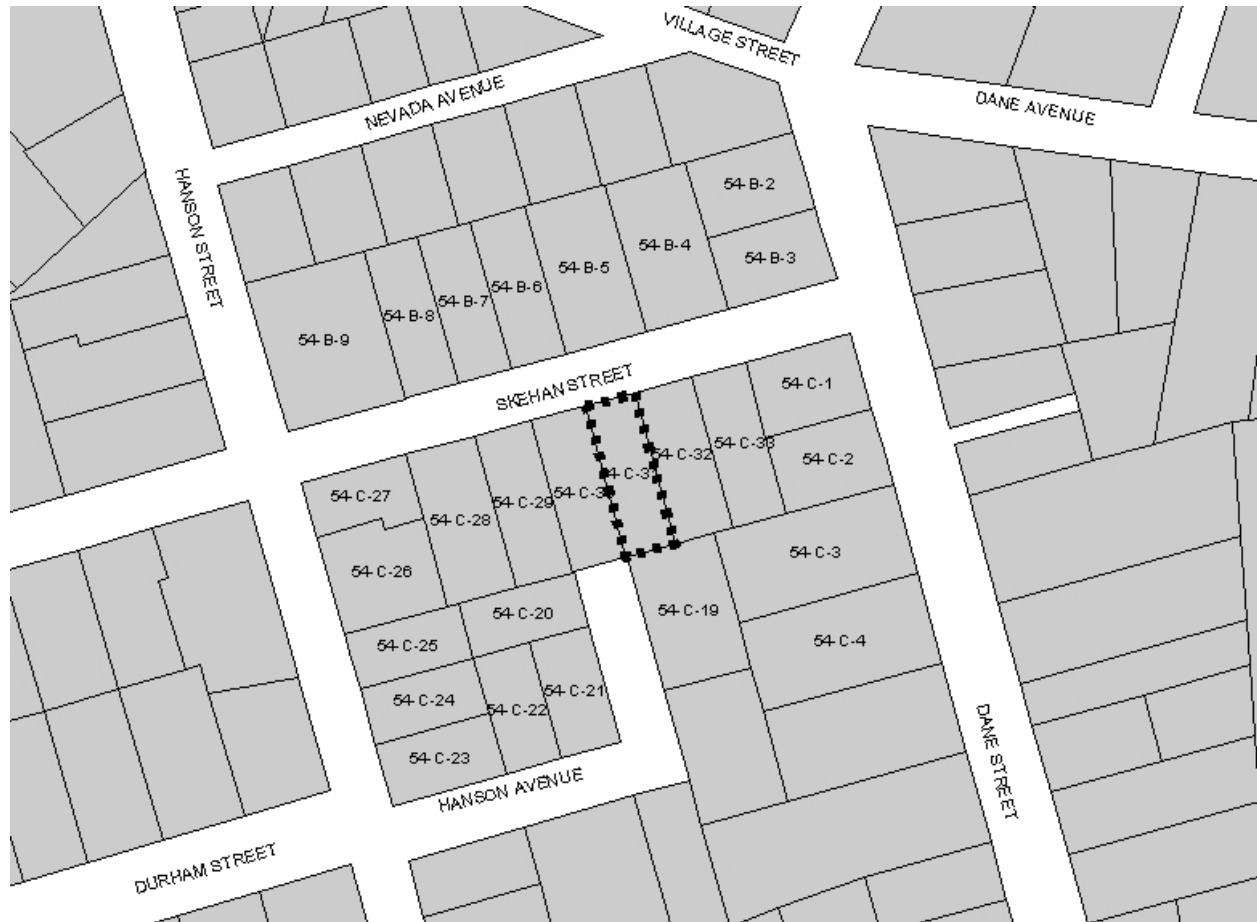 VILLAGE STREET
NEVADA AVENUE
DANE AVENUE
HANSON STREET
54-B-2
54-B-3
54-B-4
54-B-5
54-B-6
54-B-7
54-B-8
54-B-9
SKEHAN STREET
54-C-1
54-C-33
54-C-32
54-C-2
54-C-27
54-C-28
54-C-29
54-C-3
54-C-26
54-C-3
54-C-19
54-C-20
54-C-25
54-C-4
54-C-24
54-C-21
54-C-22
54-C-23
HANSON AVENUE
DANE STREET
DURHAM STREET